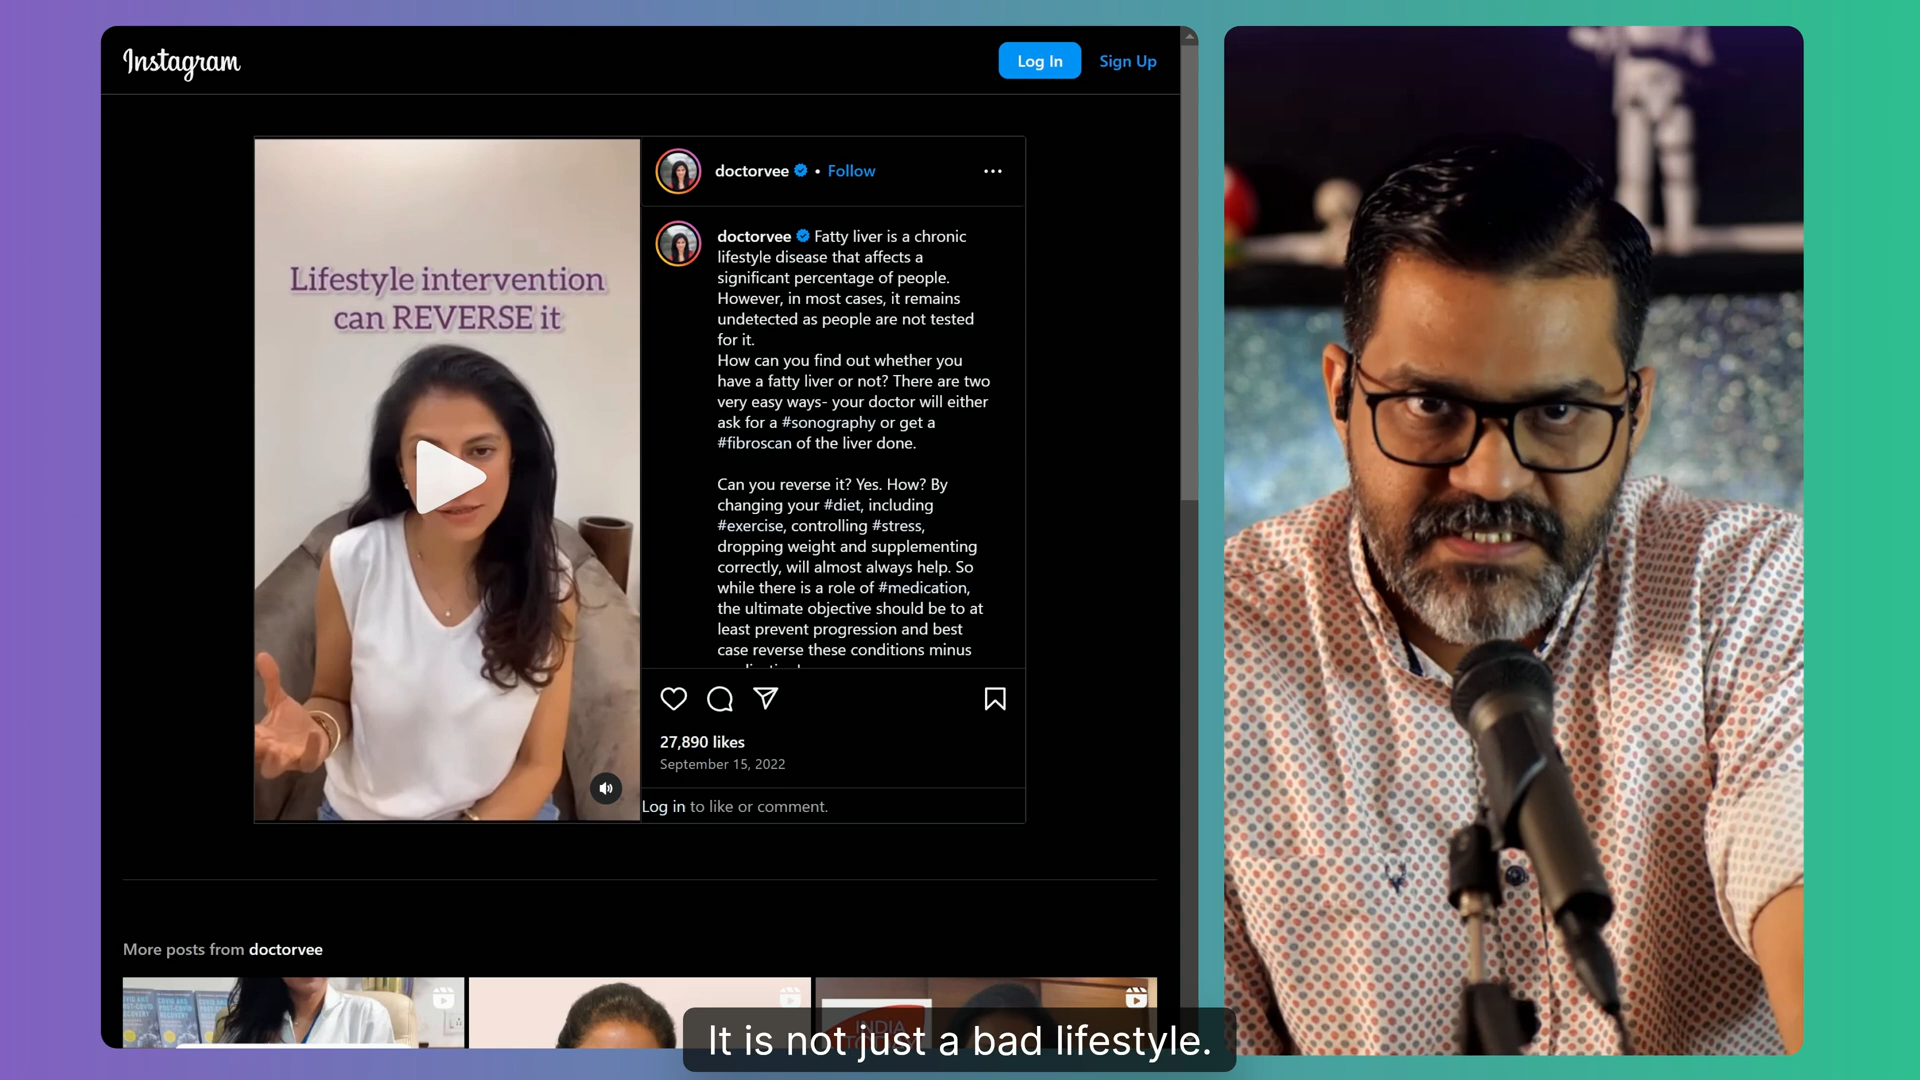 Instagram
Log In
Sign Up
Lifestyle intervention
can REVERSE it
doctorvee • Follow
doctorvee Fatty liver is a chronic
lifestyle disease that affects a
significant percentage of people.
However, in most cases, it remains
undetected as people are not tested
for it.
How can you find out whether you
have a fatty liver or not? There are two
very easy ways- your doctor will either
ask for a #sonography or get a
#fibroscan of the liver done.
Can you reverse it? Yes. How? By
changing your #diet, including
#exercise, controlling #stress,
dropping weight and supplementing
correctly, will almost always help. So
while there is a role of #medication,
the ultimate objective should be to at
least prevent progression and best
case reverse these conditions minus
27,890 likes
September 15, 2022
Log in to like or comment.
More posts from doctorvee
COVID AND
POST-COVID
RECOVERY
INDIA
It is not just a bad lifestyle.